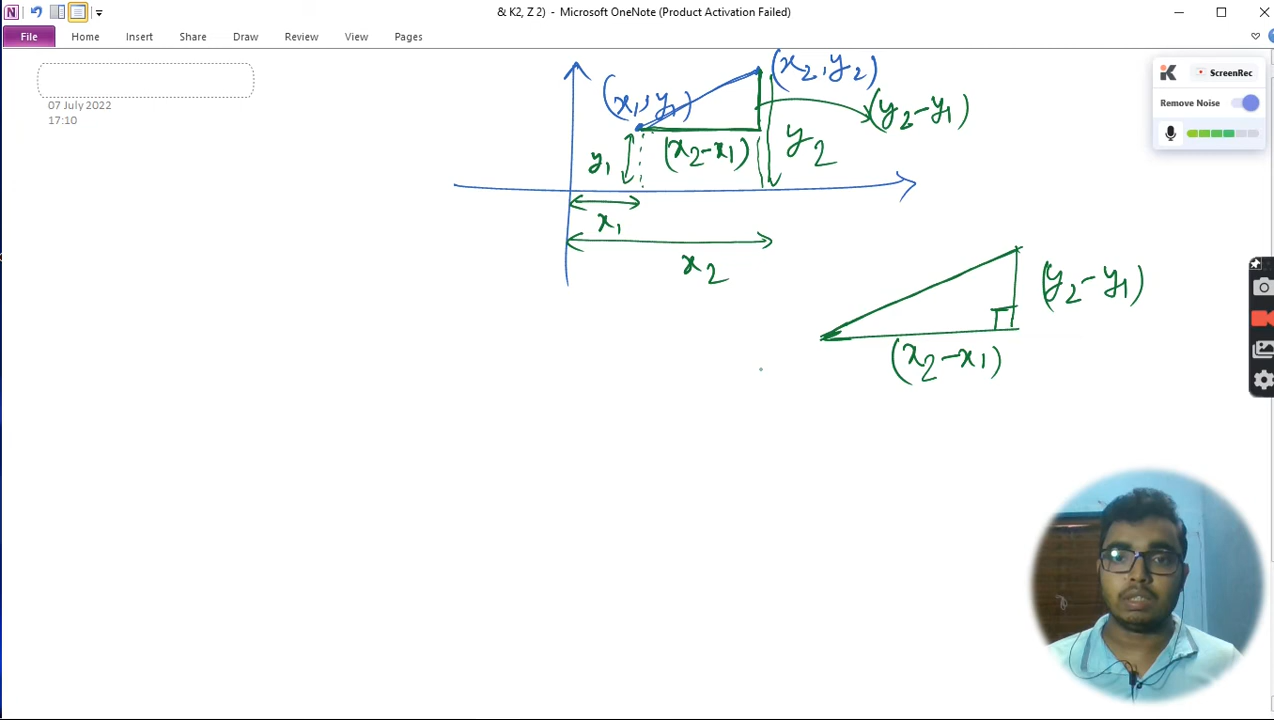 & K2, Z 2) - Microsoft OneNote (Product Activation Failed)
File Home Insert Share Draw Review View Pages
ScreenRec
Remove Noise
07 July 2022
17:10
(x₂, y₂)
(x₁, y₁)
(y₂-y₁)
y₁
(x₂-x₁)
y₂
x₁
x₂
(y₂-y₁)
(x₂-x₁)